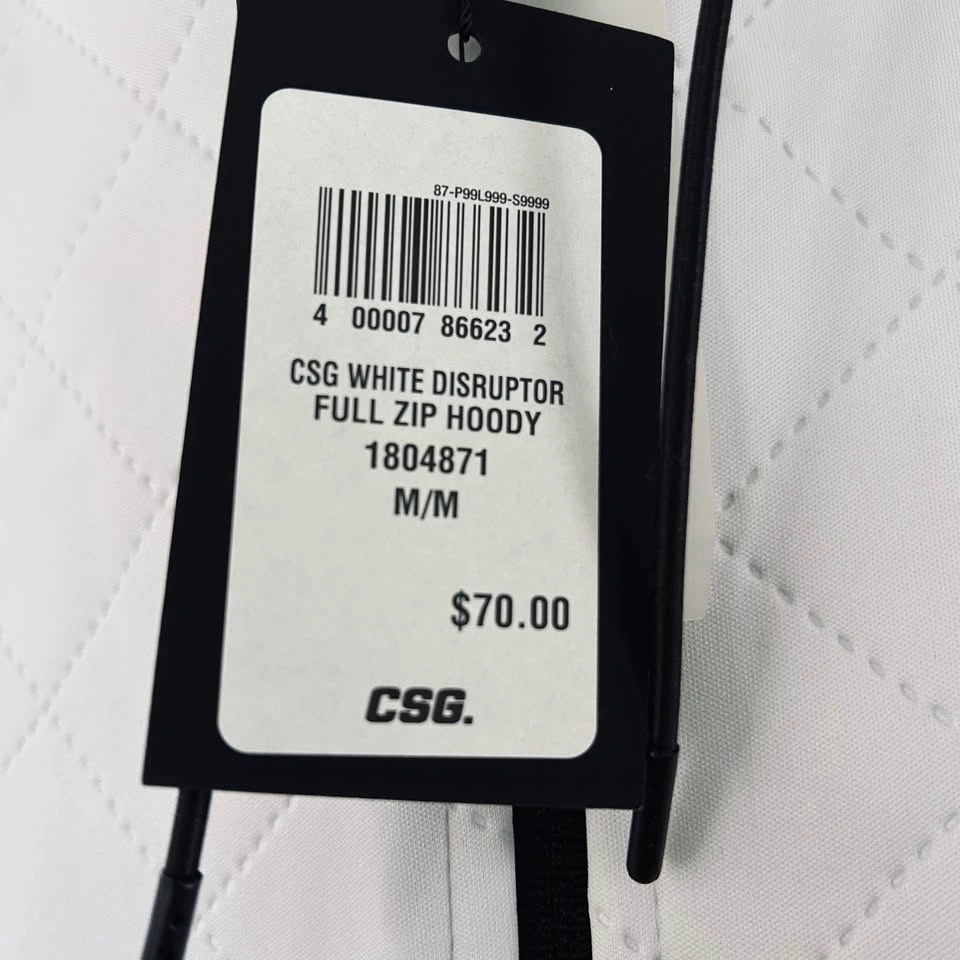 87-P99L999-S9999
4 00007 86623 2
CSG WHITE DISRUPTOR
FULL ZIP HOODY
1804871
M/M
$70.00
CSG.